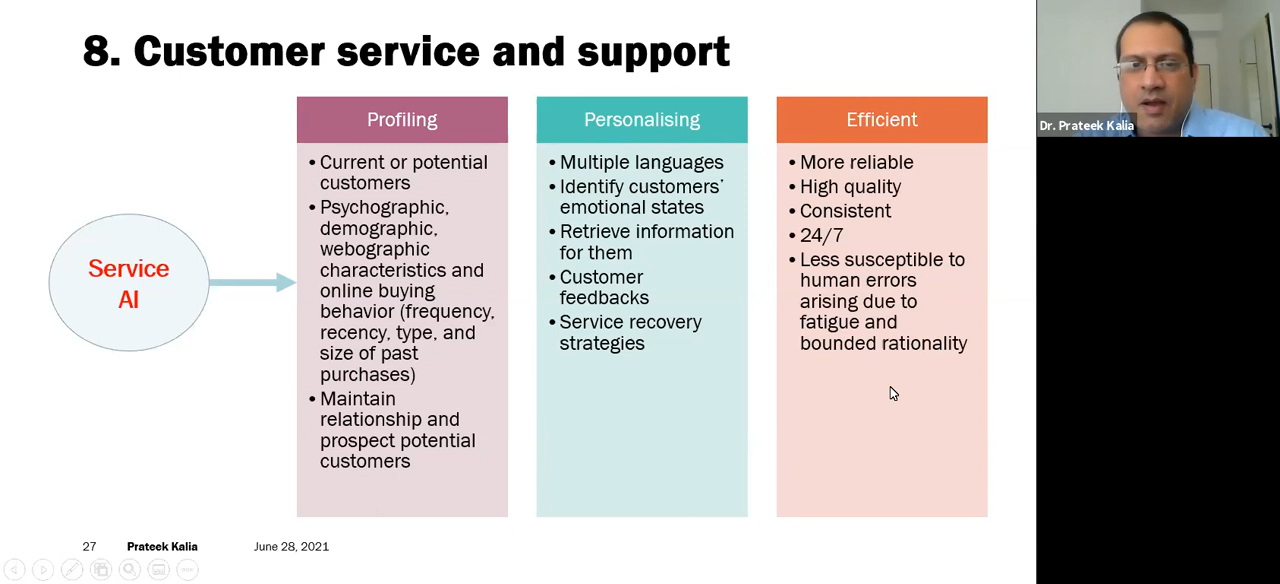 8. Customer service and support
Service
AI
Profiling
• Current or potential
customers
• Psychographic,
demographic,
webographic
characteristics and
online buying
behavior (frequency,
recency, type, and
size of past
purchases)
• Maintain
relationship and
prospect potential
customers
Personalising
• Multiple languages
• Identify customers’
emotional states
• Retrieve information
for them
• Customer
feedbacks
• Service recovery
strategies
Efficient
• More reliable
• High quality
• Consistent
• 24/7
• Less susceptible to
human errors
arising due to
fatigue and
bounded rationality
Dr. Prateek Kalia
27 Prateek Kalia June 28, 2021